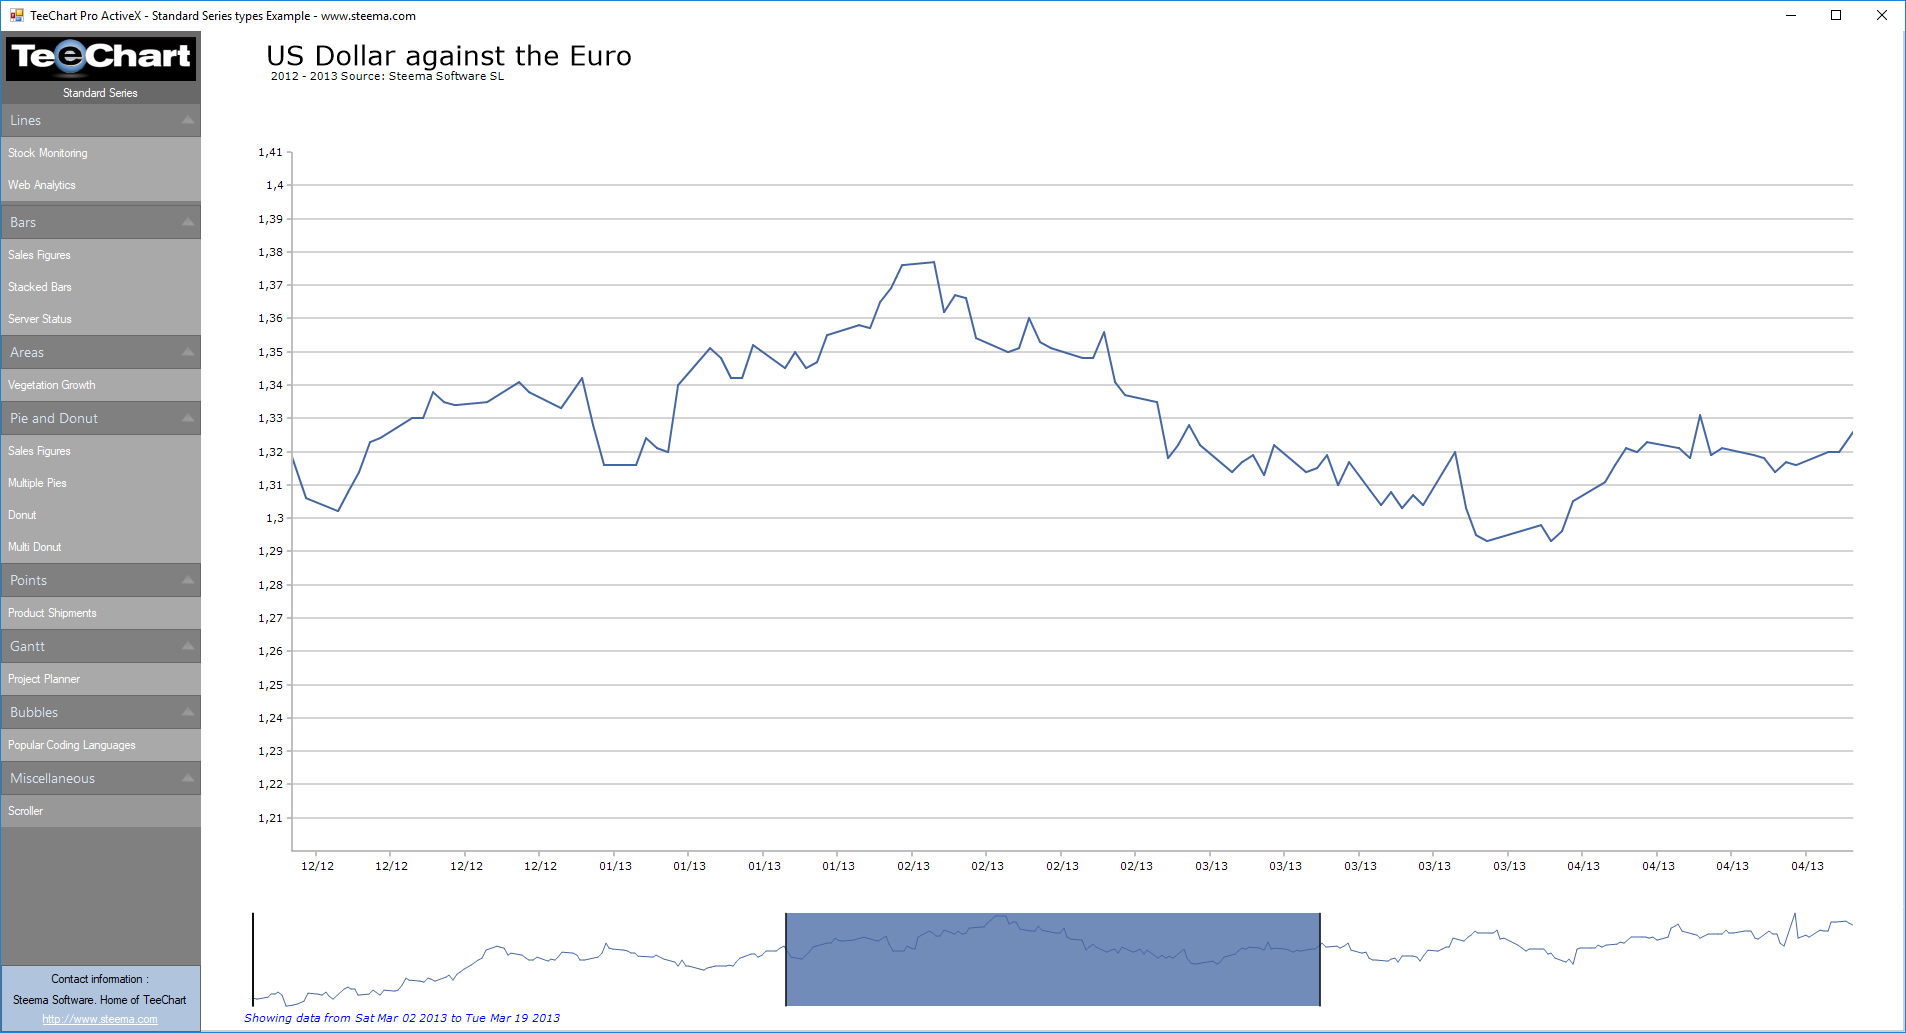 TeeChart Pro ActiveX - Standard Series types Example - www.steema.com
TeeChart
Standard Series
Lines
Stock Monitoring
Web Analytics
Bars
Sales Figures
Stacked Bars
Server Status
Areas
Vegetation Growth
Pie and Donut
Sales Figures
Multiple Pies
Donut
Multi Donut
Points
Product Shipments
Gantt
Project Planner
Bubbles
Popular Coding Languages
Miscellaneous
Scroller
Contact information :
Steema Software. Home of TeeChart
http://www.steema.com
US Dollar against the Euro
2012 - 2013 Source: Steema Software SL
1,41
1,4
1,39
1,38
1,37
1,36
1,35
1,34
1,33
1,32
1,31
1,3
1,29
1,28
1,27
1,26
1,25
1,24
1,23
1,22
1,21
12/12 12/12 12/12 12/12 01/13 01/13 01/13 01/13 02/13 02/13 02/13 02/13 03/13 03/13 03/13 03/13 03/13 04/13 04/13 04/13 04/13
Showing data from Sat Mar 02 2013 to Tue Mar 19 2013